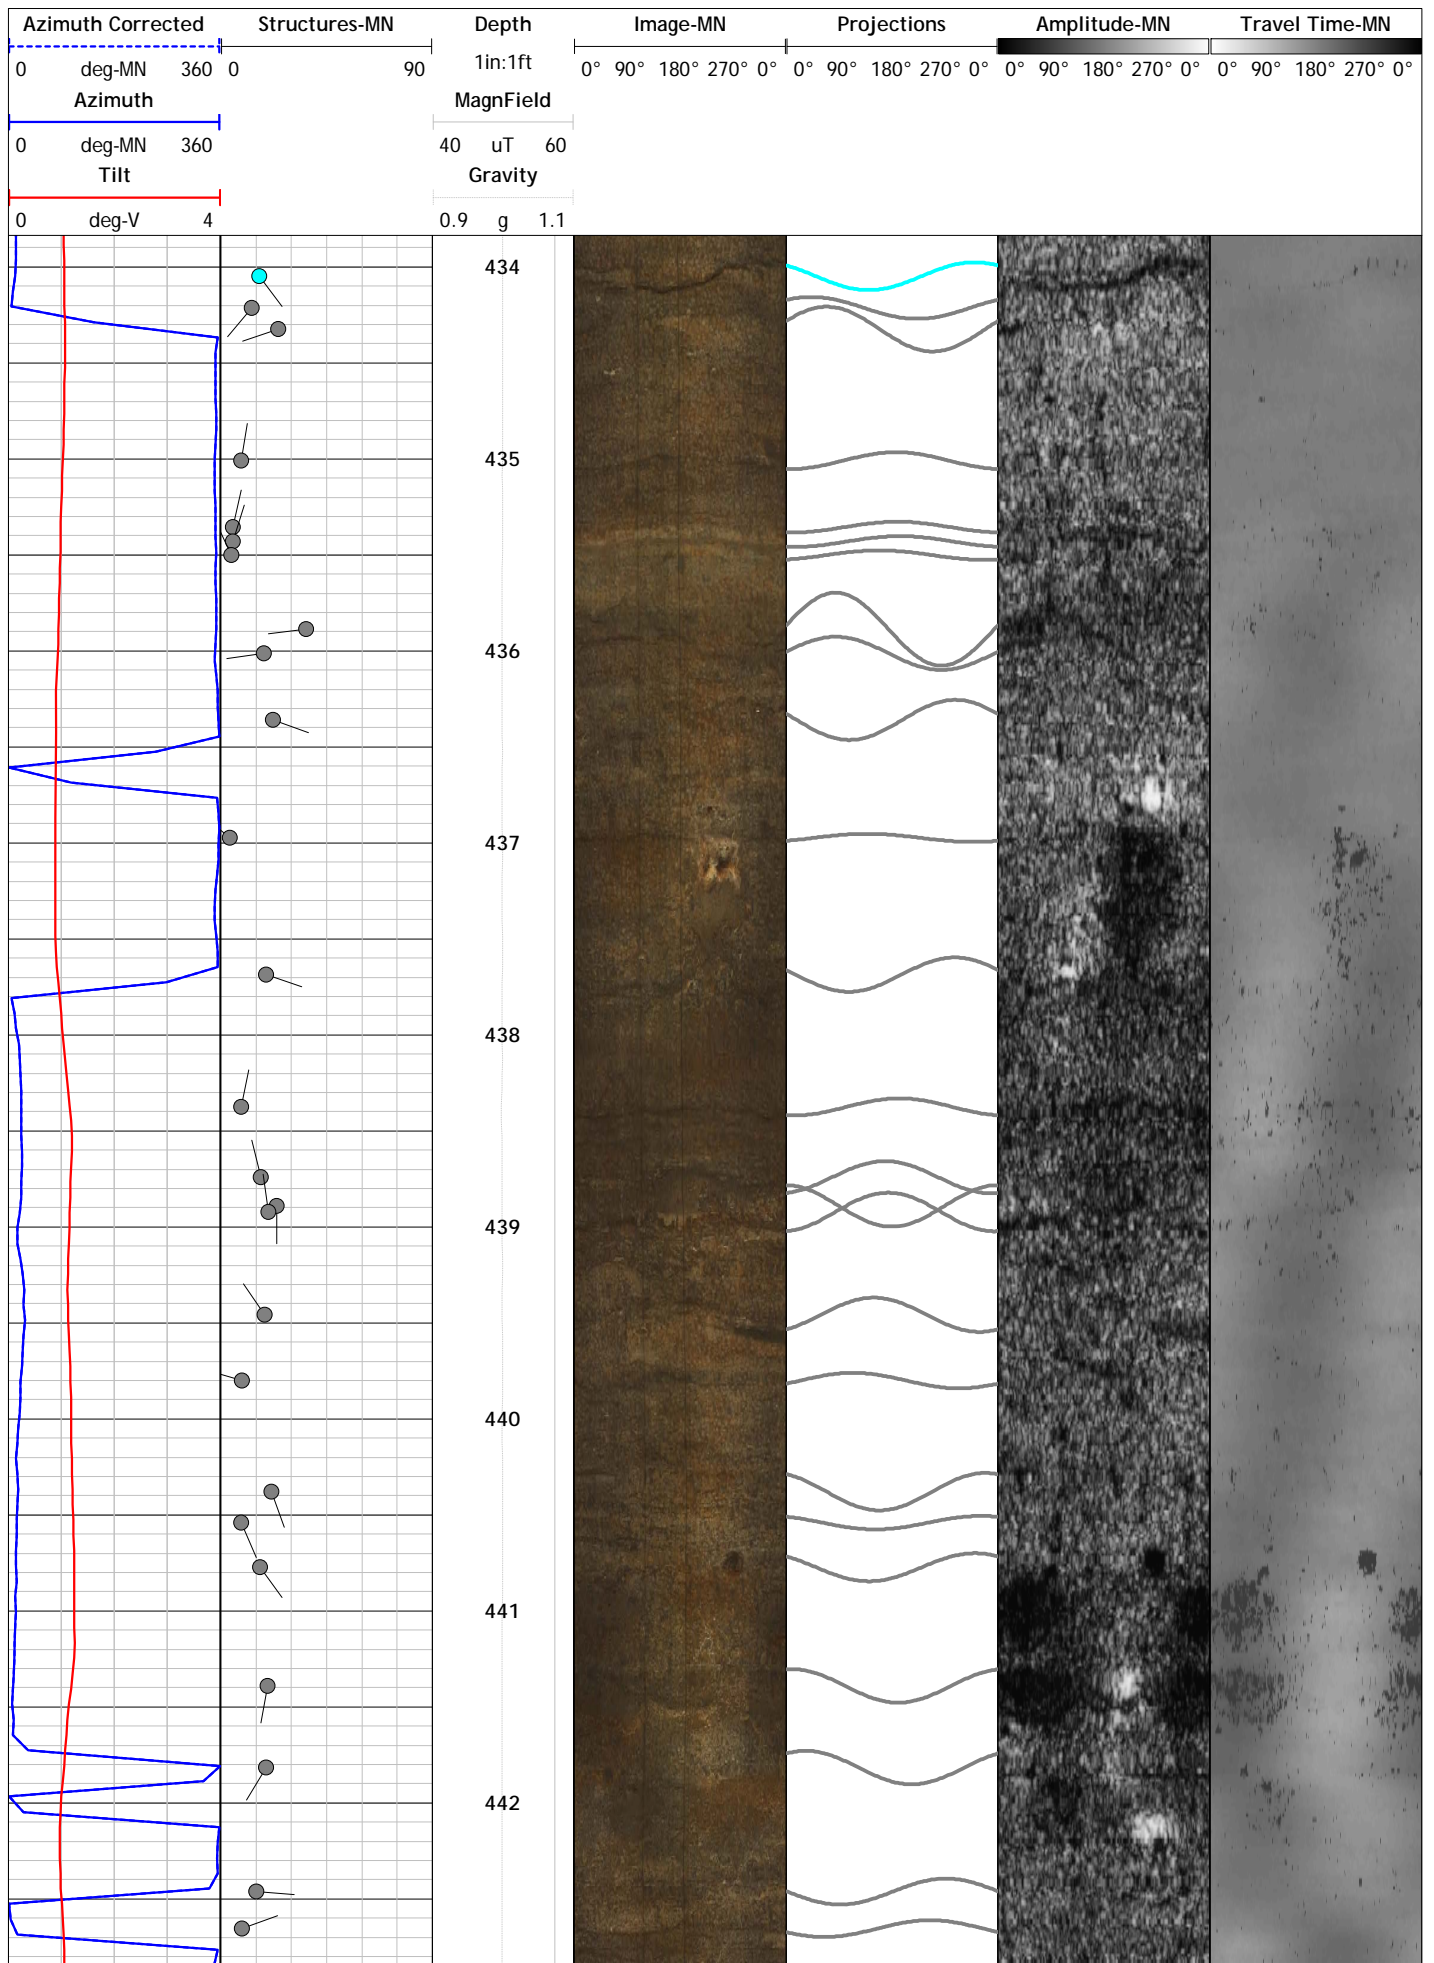 Azimuth Corrected Structures-MN Depth Image-MN Projections Amplitude-MN Travel Time-MN
0 deg-MN 360 0 90 1in:1ft 0° 90° 180° 270° 0° 0° 90° 180° 270° 0° 0° 90° 180° 270° 0° 0° 90° 180° 270° 0°
Azimuth MagnField
0 deg-MN 360 40 uT 60
Tilt Gravity
0 deg-V 4 0.9 g 1.1
434
435
436
437
438
439
440
441
442